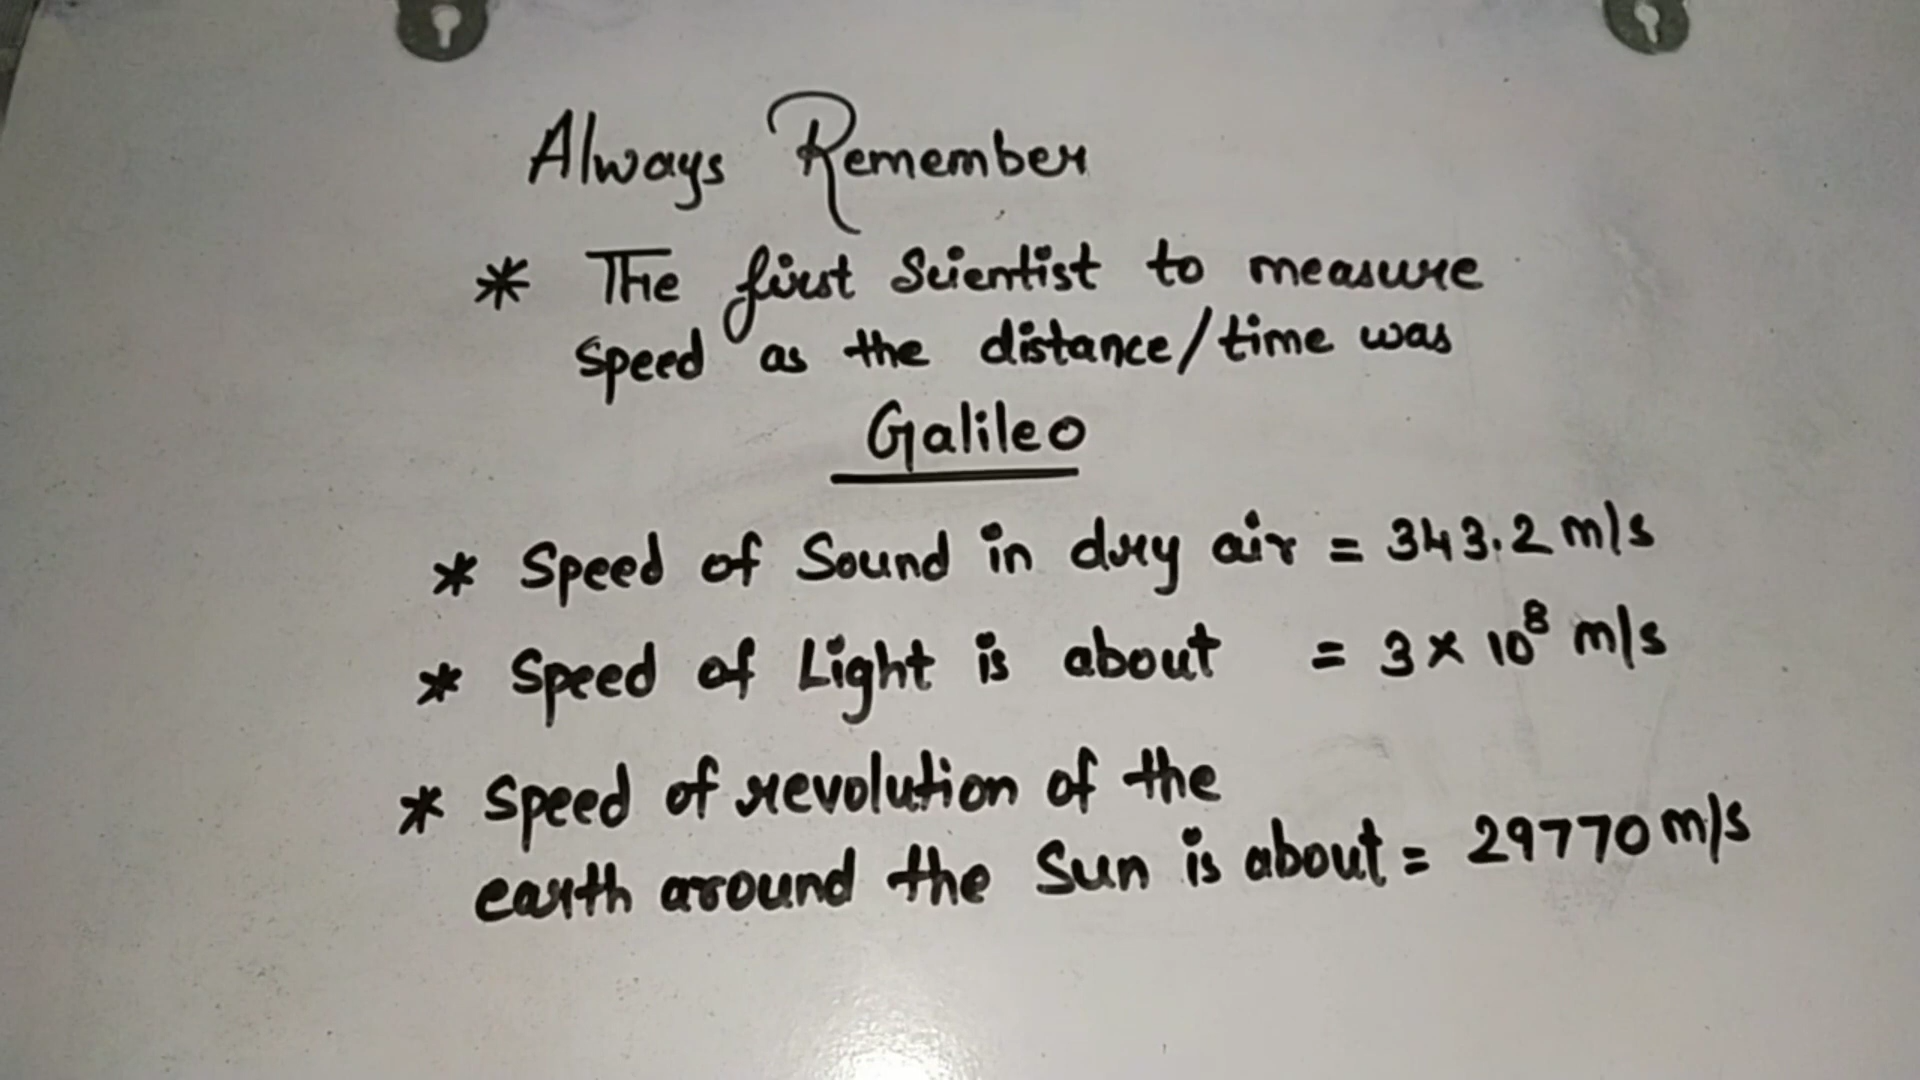 Always Remember
* The first Scientist to measure
speed as the distance/time was
Galileo
* Speed of Sound in dry air = 343.2 m/s
* Speed of Light is about = 3 × 10⁸ m/s
* Speed of revolution of the
earth around the Sun is about = 29770 m/s